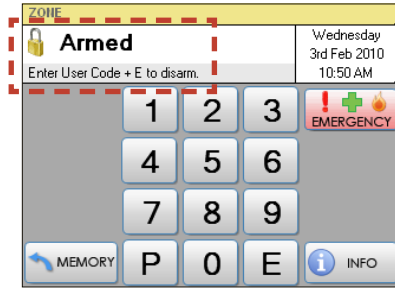 ZONE
Armed
Enter User Code + E to disarm.
Wednesday
3rd Feb 2010
10:50 AM
1 2 3
EMERGENCY
4 5 6
7 8 9
MEMORY P 0 E INFO